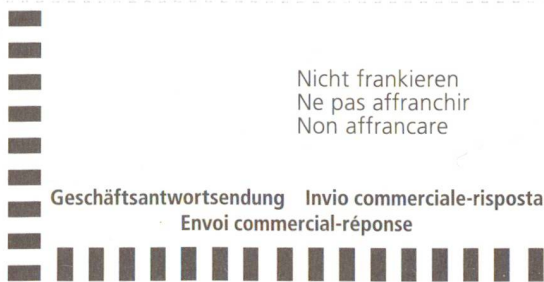 Nicht frankieren
Ne pas affranchir
Non affrancare
Geschäftsantwortsendung Invio commerciale-risposta
Envoi commercial-réponse